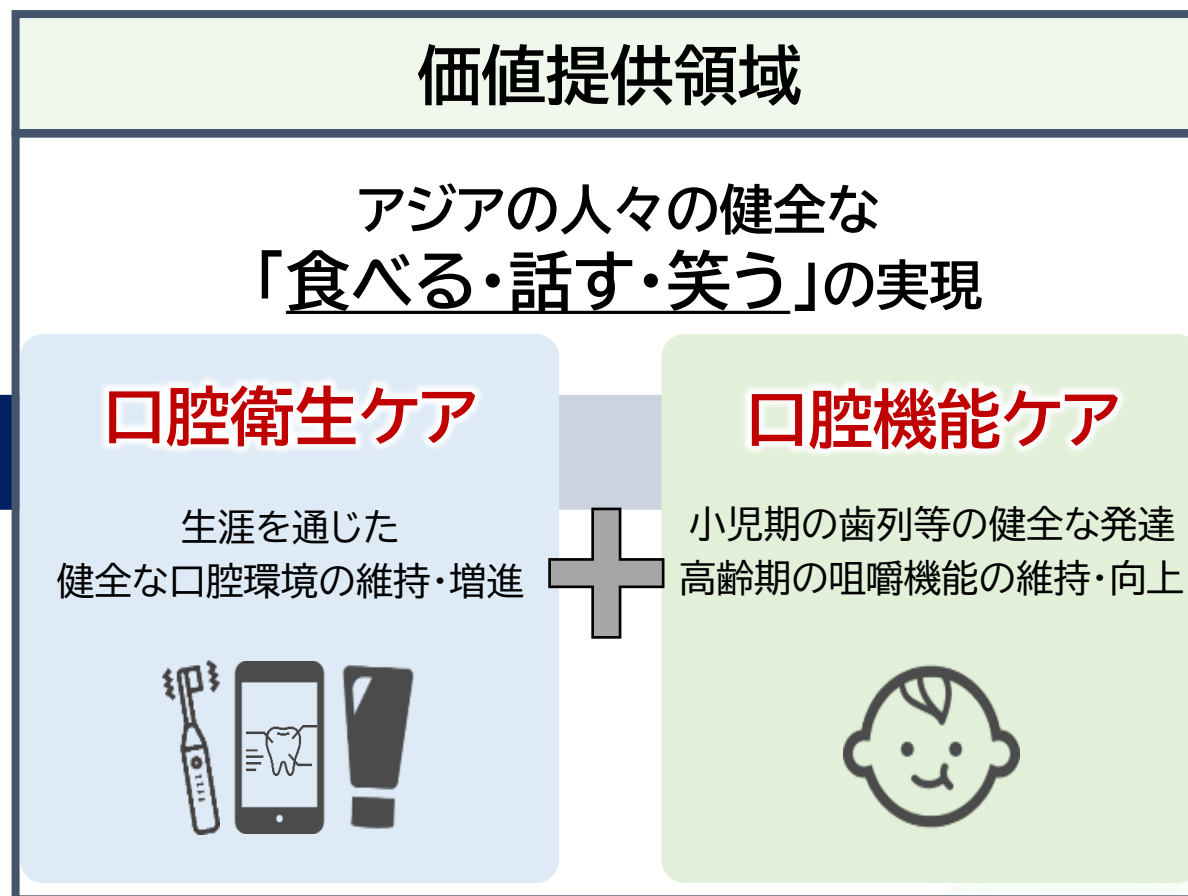 価値提供領域
アジアの人々の健全な
「食べる・話す・笑う」の実現
口腔衛生ケア
生涯を通じた
健全な口腔環境の維持・増進
口腔機能ケア
小児期の歯列等の健全な発達
高齢期の咀嚼機能の維持・向上